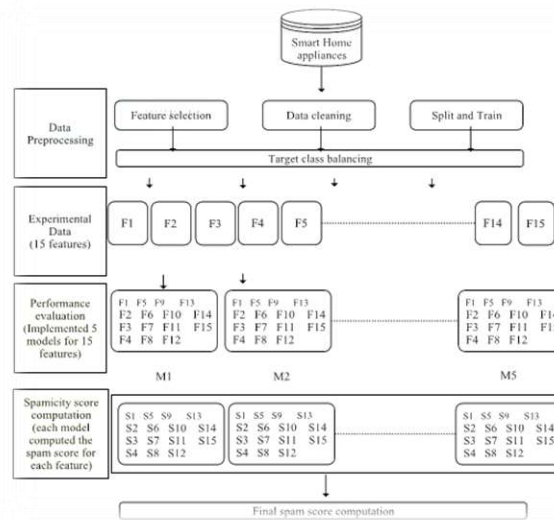 Smart Home
appliances
Data
Preprocessing
Feature selection
Data cleaning
Split and Train
Target class balancing
Experimental
Data
(15 features)
F1 F2 F3 F4 F5 F14 F15
Performance
evaluation
(Implemented 5
models for 15
features)
F1 F5 F9 F13
F2 F6 F10 F14
F3 F7 F11 F15
F4 F8 F12
F1 F5 F9 F13
F2 F6 F10 F14
F3 F7 F11 F15
F4 F8 F12
F1 F5 F9 F13
F2 F6 F10 F14
F3 F7 F11 F15
F4 F8 F12
M1 M2 M5
Spamicity score
computation
(each model
computed the
spam score for
each feature)
S1 S5 S9 S13
S2 S6 S10 S14
S3 S7 S11 S15
S4 S8 S12
S1 S5 S9 S13
S2 S6 S10 S14
S3 S7 S11 S15
S4 S8 S12
S1 S5 S9 S13
S2 S6 S10 S14
S3 S7 S11 S15
S4 S8 S12
Final spam score computation